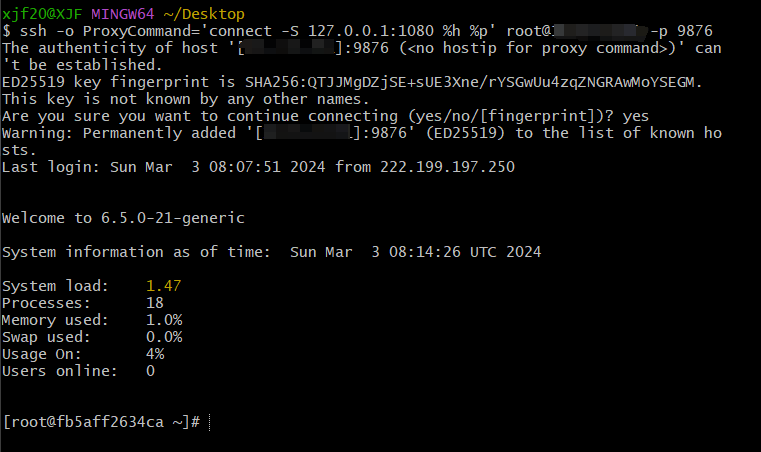 xjf20@XJF MINGW64 ~/Desktop
$ ssh -o ProxyCommand='connect -S 127.0.0.1:1080 %h %p' root@ -p 9876
The authenticity of host '[]:9876 (<no hostip for proxy command>)' can
't be established.
ED25519 key fingerprint is SHA256:QTJJMgDZjSE+sUE3Xne/rYSGwUu4zqZNGRAwMoYSEGM.
This key is not known by any other names.
Are you sure you want to continue connecting (yes/no/[fingerprint])? yes
Warning: Permanently added '[]:9876' (ED25519) to the list of known ho
sts.
Last login: Sun Mar  3 08:07:51 2024 from 222.199.197.250
Welcome to 6.5.0-21-generic
System information as of time:  Sun Mar  3 08:14:26 UTC 2024
System load:    1.47
Processes:      18
Memory used:    1.0%
Swap used:      0.0%
Usage On:       4%
Users online:   0
[root@fb5aff2634ca ~]#